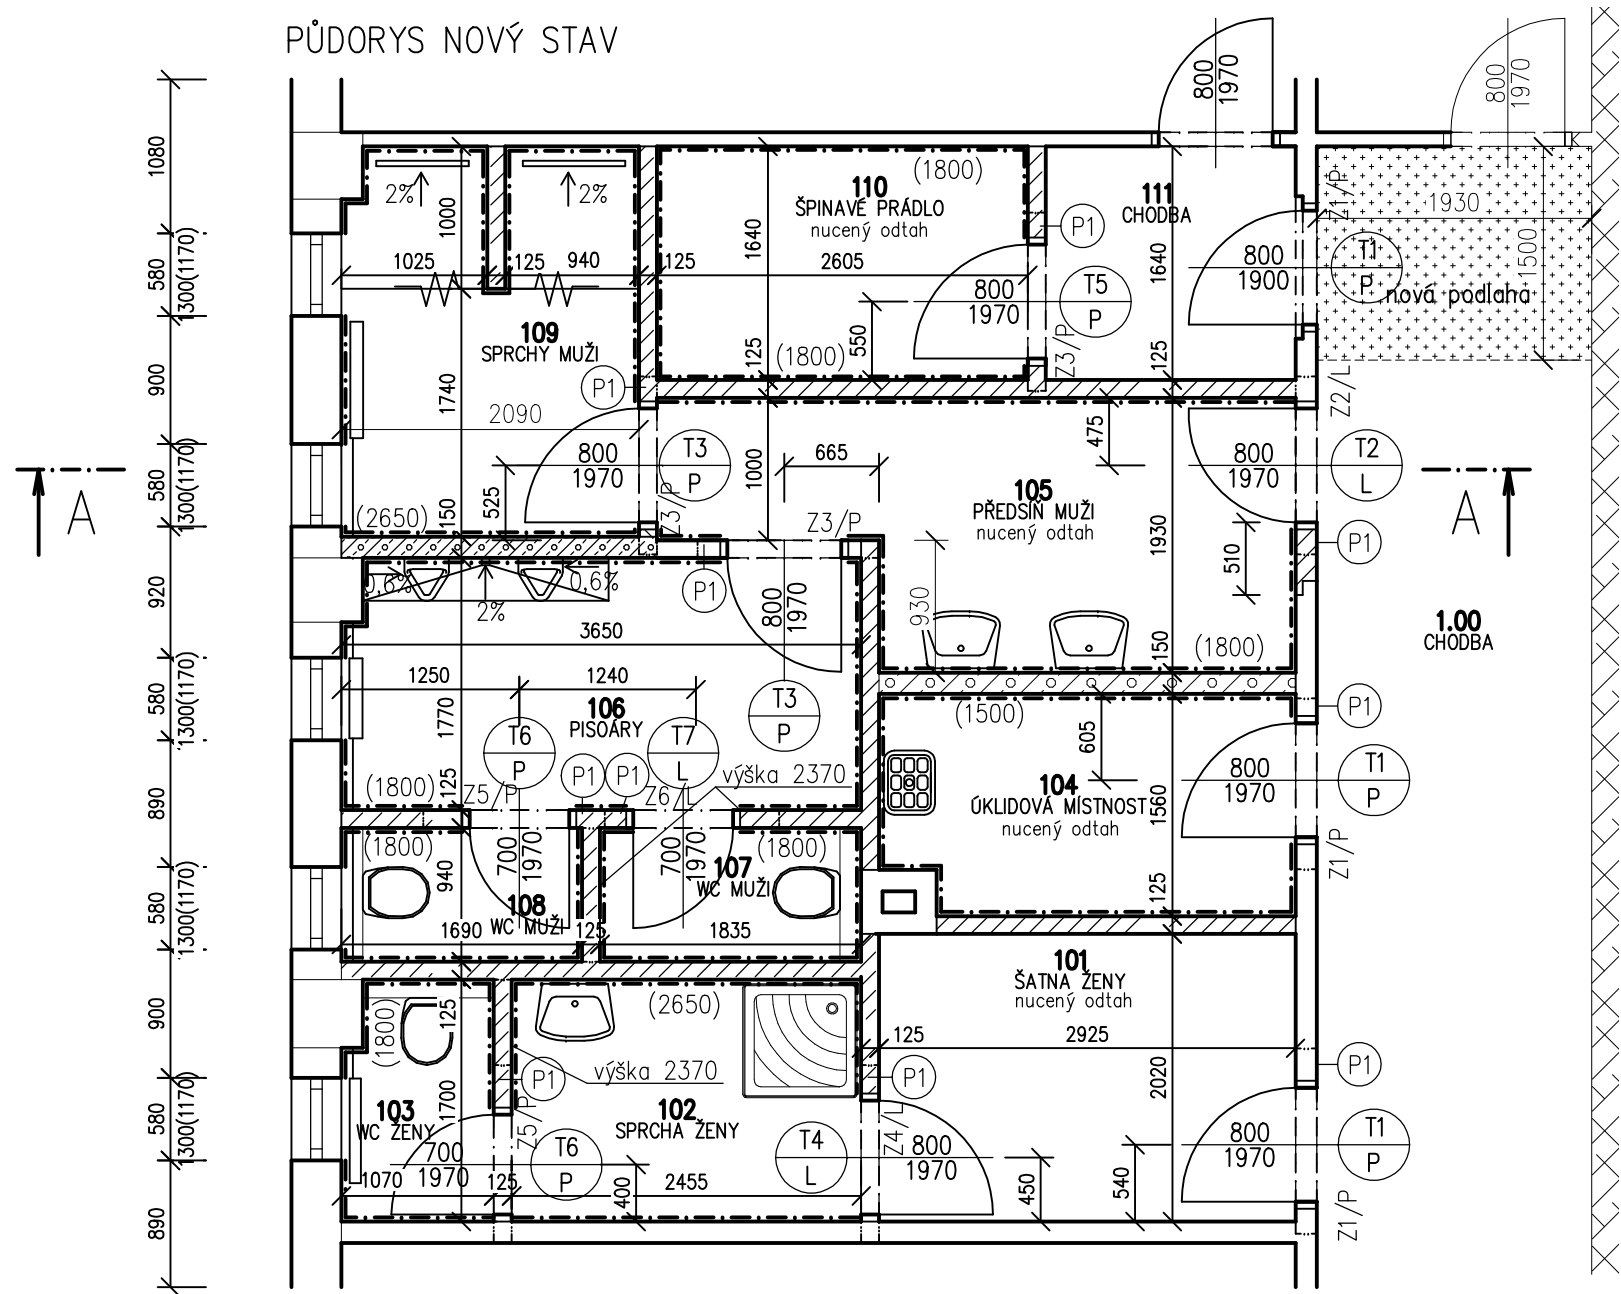 PŮDORYS NOVÝ STAV
800
1970
800
1970
1080
580
1300(1170)
900
580
1300(1170)
920
580
1300(1170)
890
580
1300(1170)
900
580
1300(1170)
890
2%
2%
1000
1025
125
940
125
2605
109
SPRCHY MUŽI
1740
2090
(2650)
150
525
800
1970
T3
P
Z3/P
P1
110
ŠPINAVÉ PRÁDLO
nucený odtah
(1800)
1640
125
(1800)
550
800
1970
T5
P
Z3/P
P1
111
CHODBA
1640
125
800
1900
T1
P
Z1/P
1930
1500
nová podlaha
Z2/L
475
800
1970
T2
L
A
A
1000
665
105
PŘEDSÍŇ MUŽI
nucený odtah
1930
510
P1
930
(1800)
150
Z3/P
P1
800
1970
T3
P
0,6%
0,6%
2%
3650
1250
1240
1770
106
PISOÁRY
T6
P
T7
L
P1
P1
výška 2370
(1800)
125
Z5/P
Z6/L
1.00
CHODBA
P1
(1500)
605
104
ÚKLIDOVÁ MÍSTNOST
nucený odtah
1560
800
1970
T1
P
Z1/P
125
(1800)
940
700
1970
108
WC MUŽI
1690
125
700
1970
107
WC MUŽI
(1800)
1835
101
ŠATNA ŽENY
nucený odtah
125
2925
2020
P1
P1
(1800)
125
1700
103
WC ŽENY
700
1970
1070
125
P1
Z5/P
T6
P
(2650)
výška 2370
102
SPRCHA ŽENY
400
2455
T4
L
Z4/L
800
1970
450
540
800
1970
T1
P
Z1/P